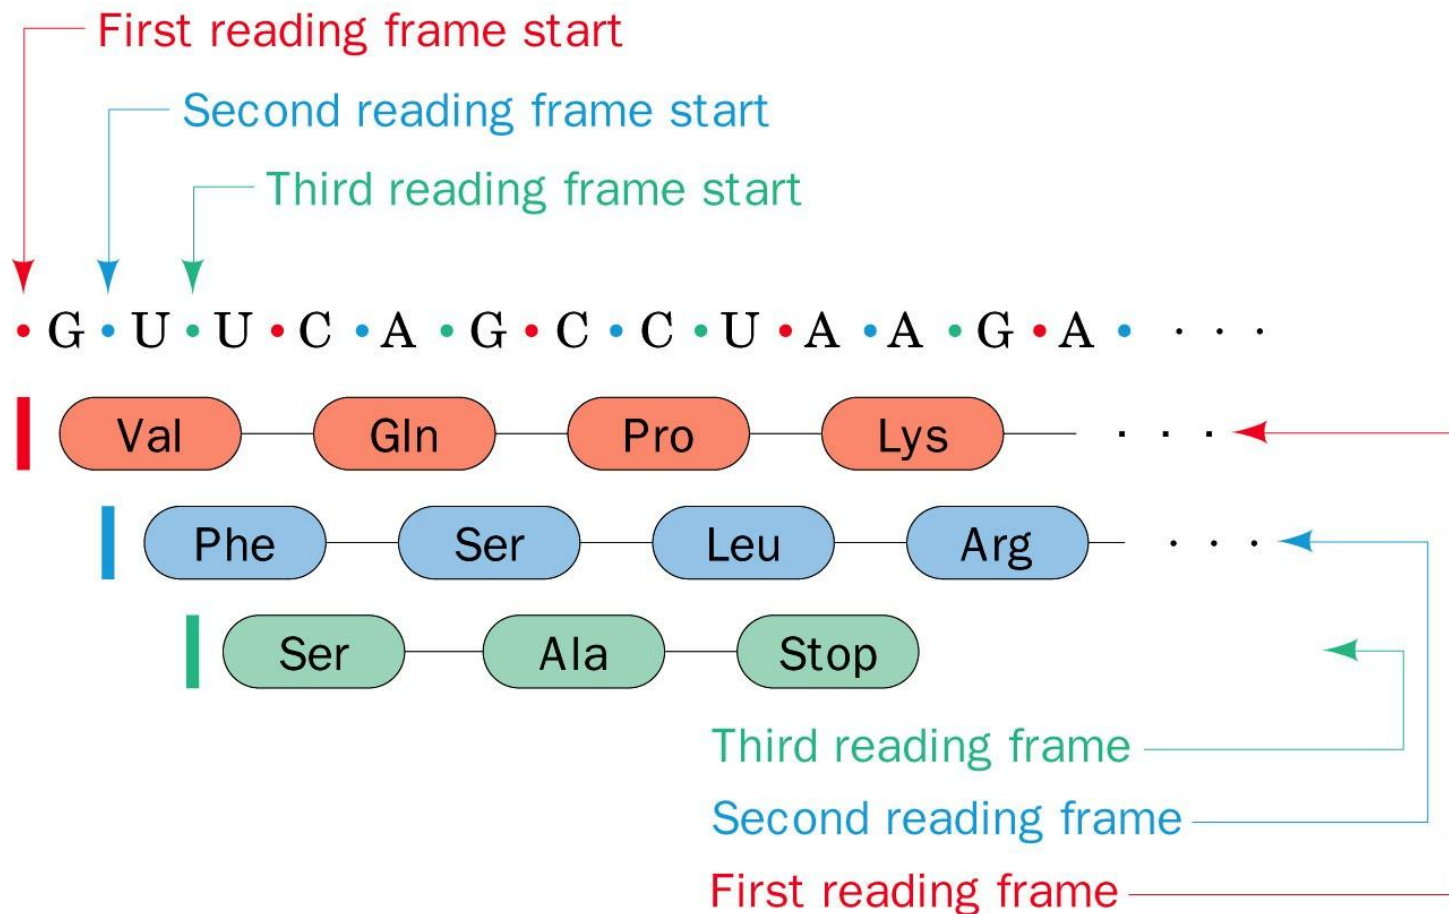 First reading frame start
Second reading frame start
Third reading frame start
• G • U • U • C • A • G • C • C • U • A • A • G • A • · · ·
Val Gln Pro Lys · · ·
Phe Ser Leu Arg · · ·
Ser Ala Stop
Third reading frame
Second reading frame
First reading frame